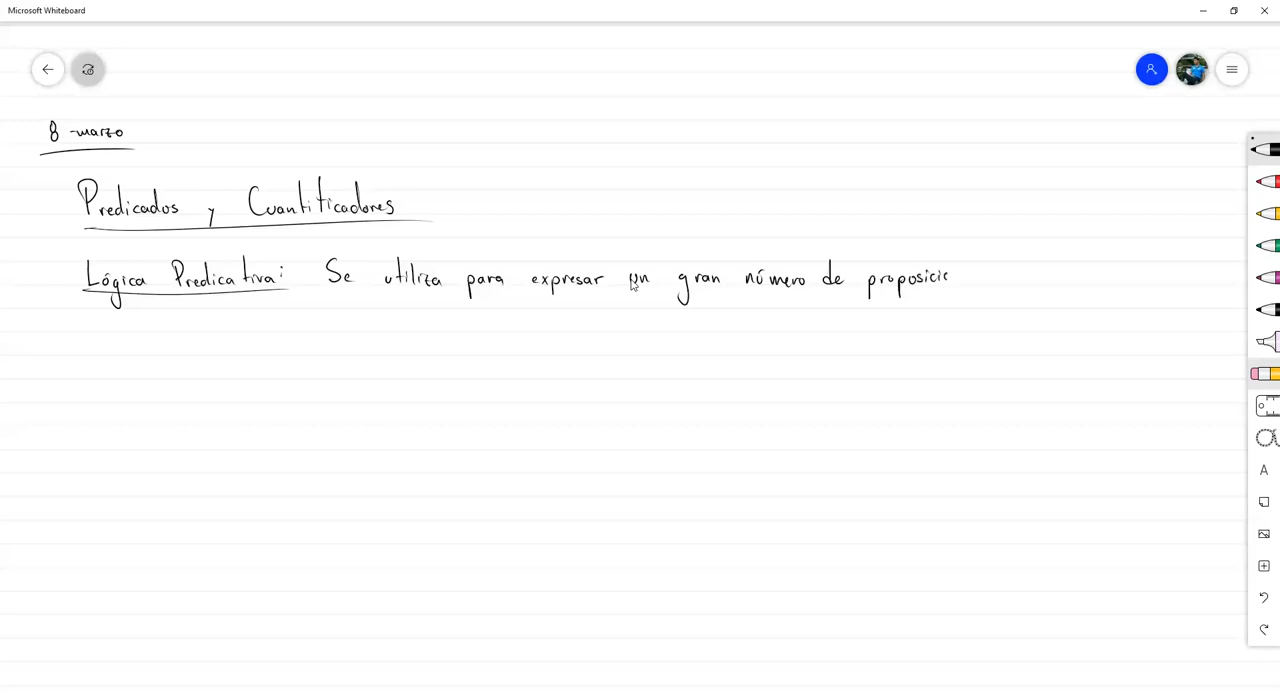 Microsoft Whiteboard
8 - marzo
Predicados y Cuantificadores
Lógica Predicativa: Se utiliza para expresar un gran número de proposicio
A